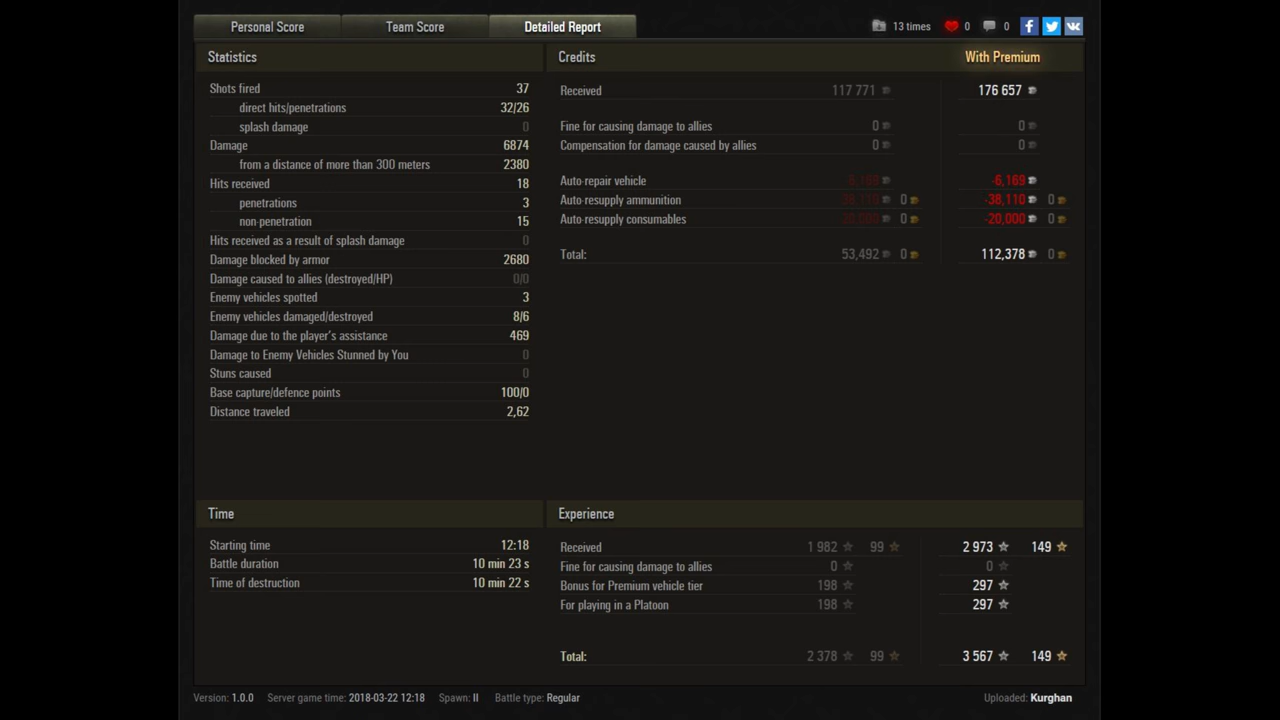 Personal Score Team Score Detailed Report 13 times 0 0
Statistics
Shots fired 37
direct hits/penetrations 32/26
splash damage 0
Damage 6874
from a distance of more than 300 meters 2380
Hits received 18
penetrations 3
non-penetration 15
Hits received as a result of splash damage 0
Damage blocked by armor 2680
Damage caused to allies (destroyed/HP) 0/0
Enemy vehicles spotted 3
Enemy vehicles damaged/destroyed 8/6
Damage due to the player's assistance 469
Damage to Enemy Vehicles Stunned by You 0
Stuns caused 0
Base capture/defence points 100/0
Distance traveled 2,62
Credits With Premium
Received 117 771 176 657
Fine for causing damage to allies 0 0
Compensation for damage caused by allies 0 0
Auto repair vehicle -6,169 -6,169
Auto resupply ammunition -38,110 0 -38,110 0
Auto resupply consumables -20,000 0 -20,000 0
Total: 53,492 0 112,378 0
Time
Starting time 12:18
Battle duration 10 min 23 s
Time of destruction 10 min 22 s
Experience
Received 1 982 99 2 973 149
Fine for causing damage to allies 0 0
Bonus for Premium vehicle tier 198 297
For playing in a Platoon 198 297
Total: 2 378 99 3 567 149
Version: 1.0.0 Server game time: 2018-03-22 12:18 Spawn: II Battle type: Regular Uploaded: Kurghan